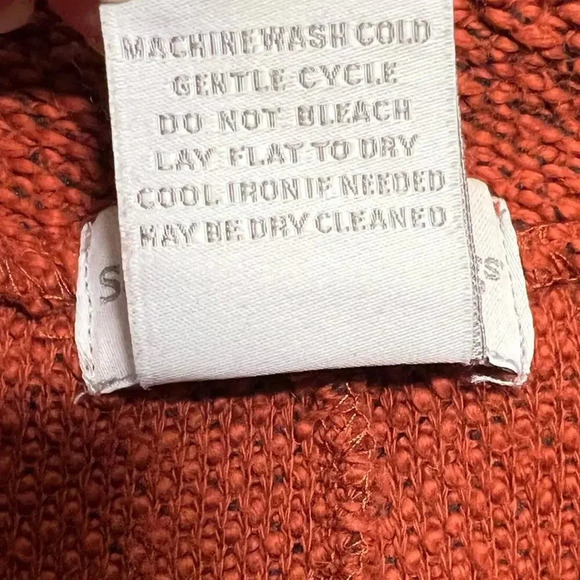 MACHINE WASH COLD
GENTLE CYCLE
DO NOT BLEACH
LAY FLAT TO DRY
COOL IRON IF NEEDED
MAY BE DRY CLEANED
S
S